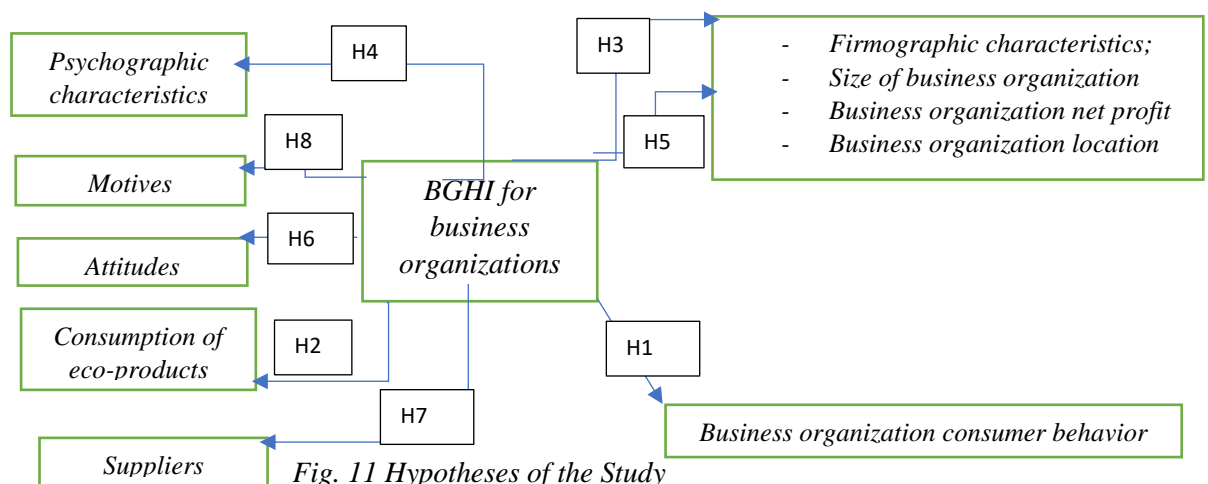 Psychographic
characteristics
H4
H3
- Firmographic characteristics;
- Size of business organization
- Business organization net profit
- Business organization location
H8
H5
Motives
BGHI for
business
organizations
H6
Attitudes
Consumption of
eco-products
H2
H1
H7
Business organization consumer behavior
Suppliers
Fig. 11 Hypotheses of the Study